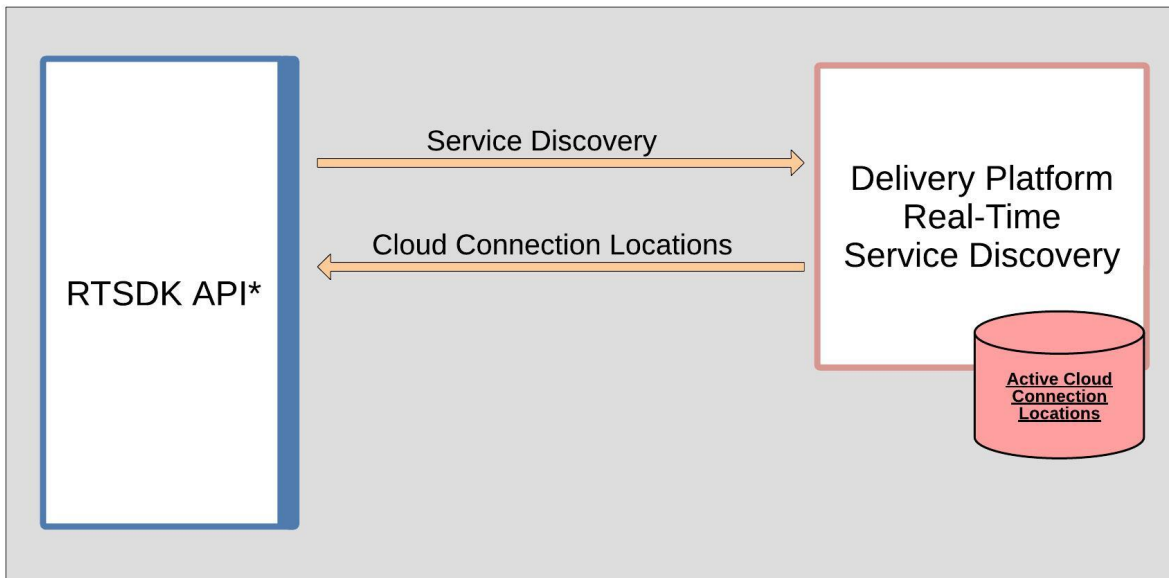 RTSDK API*
Service Discovery
Cloud Connection Locations
Delivery Platform
Real-Time
Service Discovery
Active Cloud
Connection
Locations